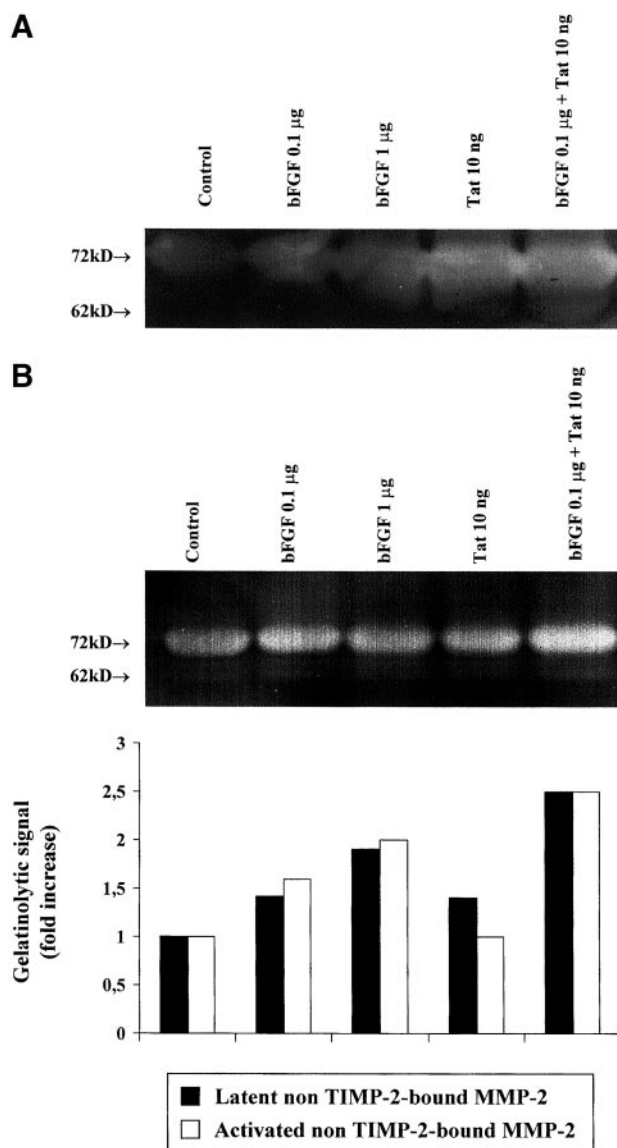 A
Control
bFGF 0.1 µg
bFGF 1 µg
Tat 10 ng
bFGF 0.1 µg + Tat 10 ng
72kD→
62kD→
B
Control
bFGF 0.1 µg
bFGF 1 µg
Tat 10 ng
bFGF 0.1 µg + Tat 10 ng
72kD→
62kD→
Gelatinolytic signal
(fold increase)
3
2,5
2
1,5
1
0,5
0
Latent non TIMP-2-bound MMP-2
Activated non TIMP-2-bound MMP-2